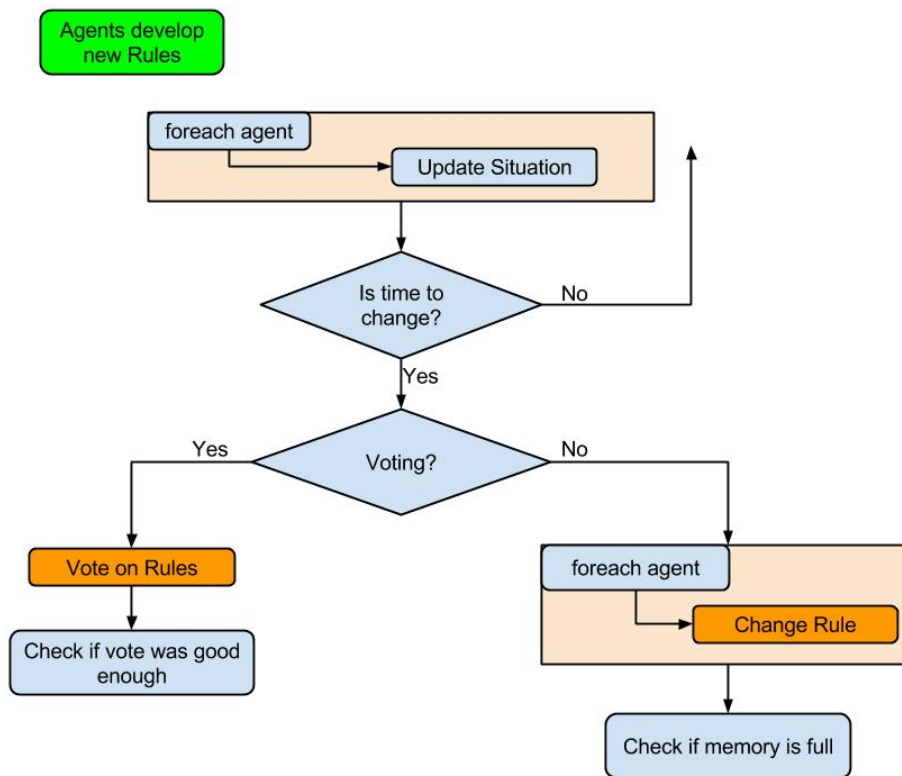 Agents develop
new Rules
foreach agent
Update Situation
Is time to
change?
No
Yes
Voting?
Yes
No
Vote on Rules
foreach agent
Change Rule
Check if vote was good
enough
Check if memory is full